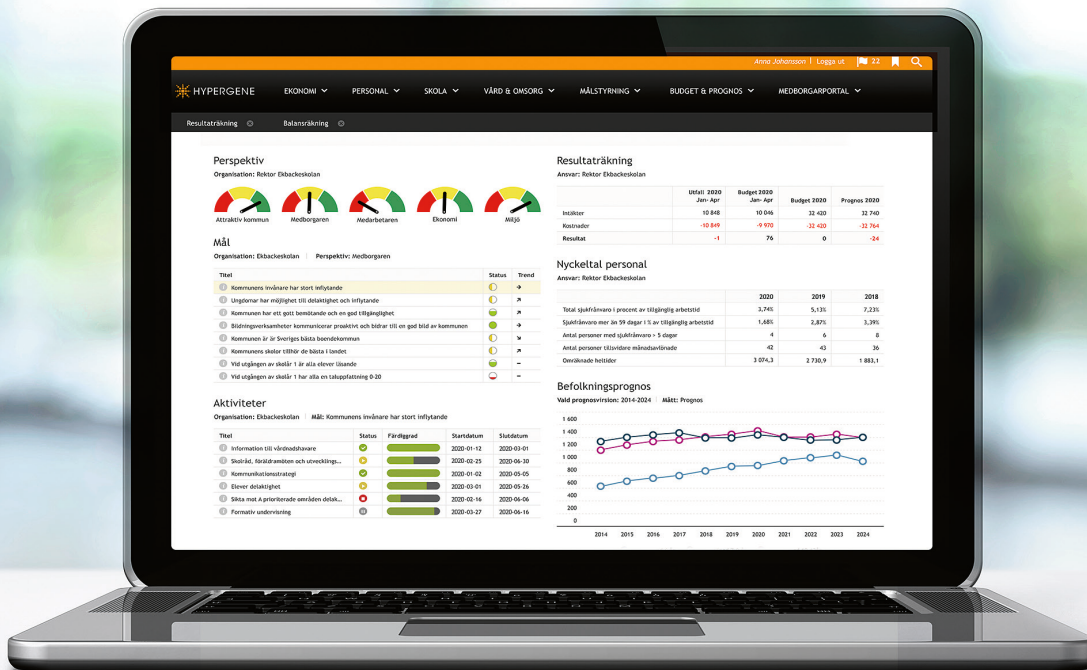 Anna Johansson | Logga ut 22
HYPERGENE EKONOMI PERSONAL SKOLA VÅRD & OMSORG MÅLSTYRNING BUDGET & PROGNOS MEDBORGARPORTAL
Resultaträkning Balansräkning
Perspektiv
Organisation: Rektor Ekbackeskolan
Attraktiv kommun Medborgaren Medarbetaren Ekonomi Miljö
Mål
Organisation: Ekbackeskolan | Perspektiv: Medborgaren
Titel Status Trend
Kommunens invånare har stort inflytande
Ungdomar har möjlighet till delaktighet och inflytande
Kommunen har ett gott bemötande och en god tillgänglighet
Bildningsverksamheter kommunicerar proaktivt och bidrar till en god bild av kommunen
Kommunen är är Sveriges bästa boendekommun
Kommunens skolor tillhör de bästa i landet
Vid utgången av skolår 1 är alla elever läsande
Vid utgången av skolår 1 har alla en taluppfattning 0-20
Aktiviteter
Organisation: Ekbackeskolan | Mål: Kommunens invånare har stort inflytande
Titel Status Färdiggrad Startdatum Slutdatum
Information till vårdnadshavare 2020-01-12 2020-03-01
Skolråd, föräldramöten och utvecklings... 2020-02-25 2020-06-30
Kommunikationsstrategi 2020-01-02 2020-05-05
Elever delaktighet 2020-03-01 2020-05-26
Sikta mot A prioriterade områden delak... 2020-02-16 2020-06-06
Formativ undervisning 2020-03-27 2020-06-16
Resultaträkning
Ansvar: Rektor Ekbackeskolan
Utfall 2020 Budget 2020
Jan- Apr Jan- Apr Budget 2020 Prognos 2020
Intäkter 10 848 10 046 32 420 32 740
Kostnader -10 849 -9 970 -32 420 -32 764
Resultat -1 76 0 -24
Nyckeltal personal
Ansvar: Rektor Ekbackeskolan
2020 2019 2018
Total sjukfrånvaro i procent av tillgänglig arbetstid 3,74% 5,13% 7,23%
Sjukfrånvaro mer än 59 dagar i % av tillgänglig arbetstid 1,68% 2,87% 3,39%
Antal personer med sjukfrånvaro > 5 dagar 4 6 8
Antal personer tillsvidare månadsavlönade 42 43 36
Omräknade heltider 3 074,3 2 730,9 1 883,1
Befolkningsprognos
Vald prognosvirsion: 2014-2024 | Mått: Prognos
1 600
1 400
1 200
1 000
800
600
400
200
0
2014 2015 2016 2017 2018 2019 2020 2021 2022 2023 2024